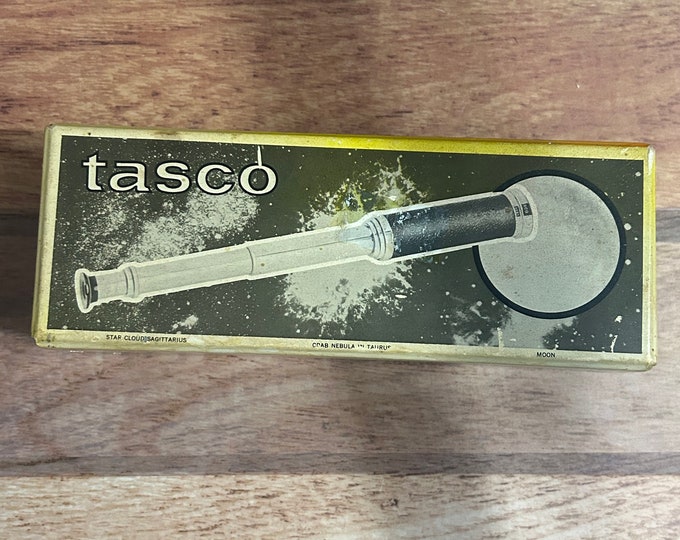 tasco
STAR CLOUD SAGITTARIUS
CRAB NEBULA IN TAURUS
MOON